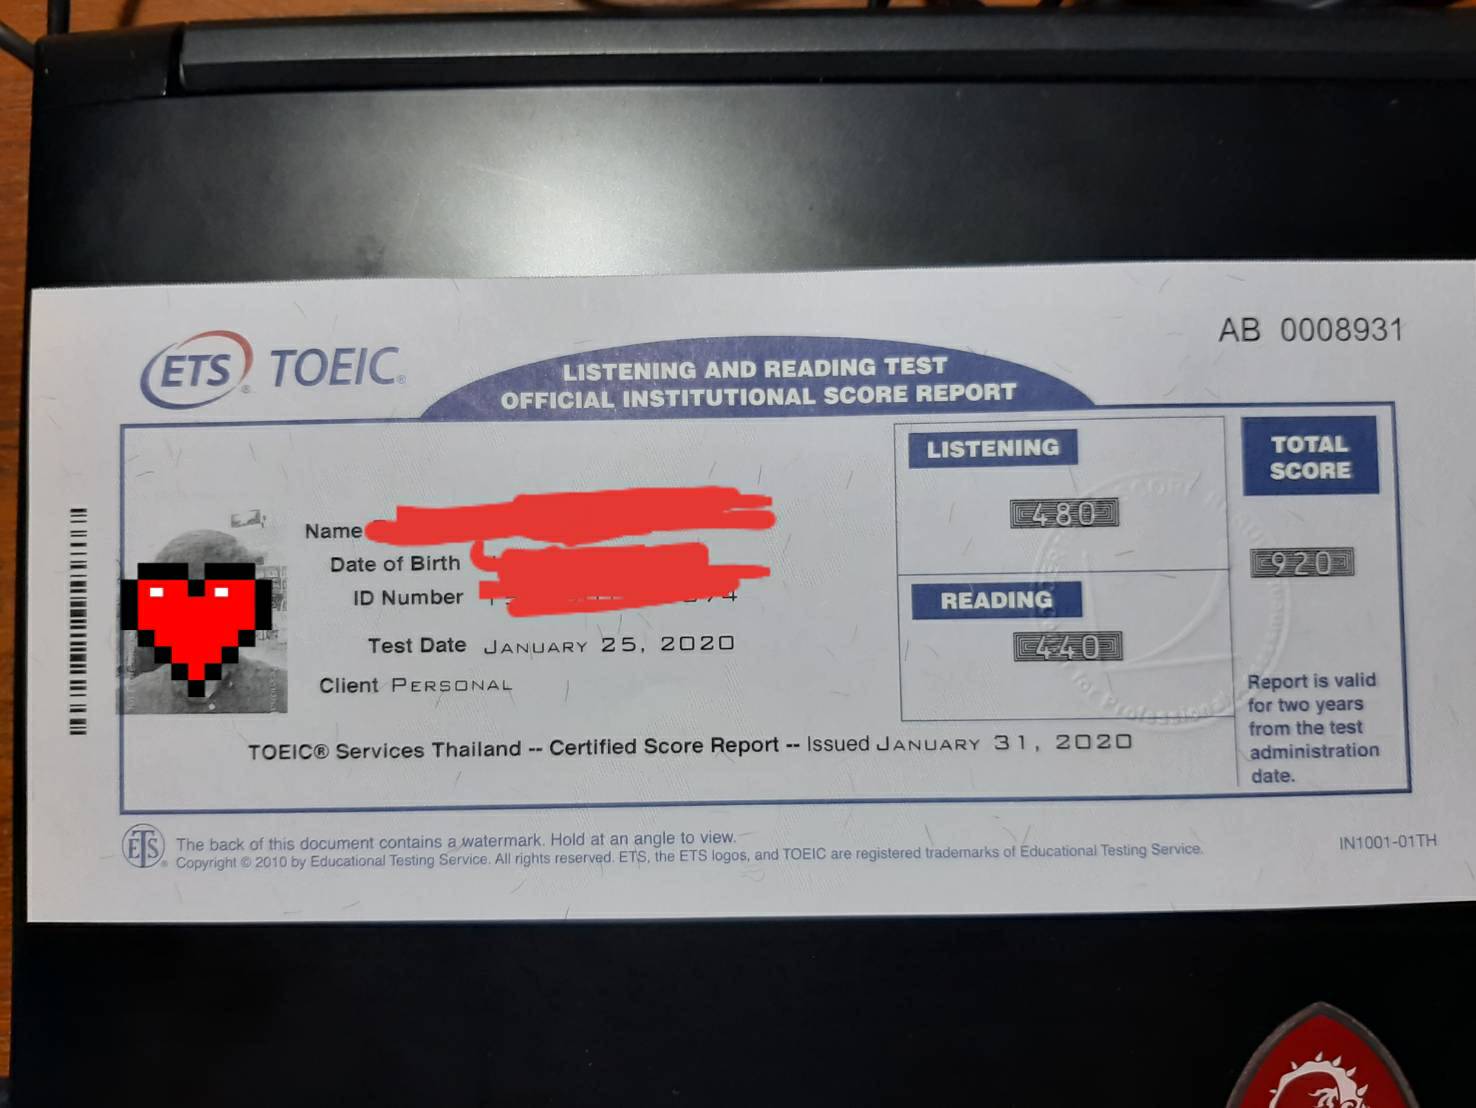 AB 0008931
ETS® TOEIC®
LISTENING AND READING TEST
OFFICIAL INSTITUTIONAL SCORE REPORT
LISTENING
480
READING
440
TOTAL
SCORE
920
Name
Date of Birth
ID Number
Test Date JANUARY 25, 2020
Client PERSONAL
TOEIC® Services Thailand -- Certified Score Report -- Issued JANUARY 31, 2020
Report is valid
for two years
from the test
administration
date.
ETS® The back of this document contains a watermark. Hold at an angle to view.
Copyright © 2010 by Educational Testing Service. All rights reserved. ETS, the ETS logos, and TOEIC are registered trademarks of Educational Testing Service.
IN1001-01TH